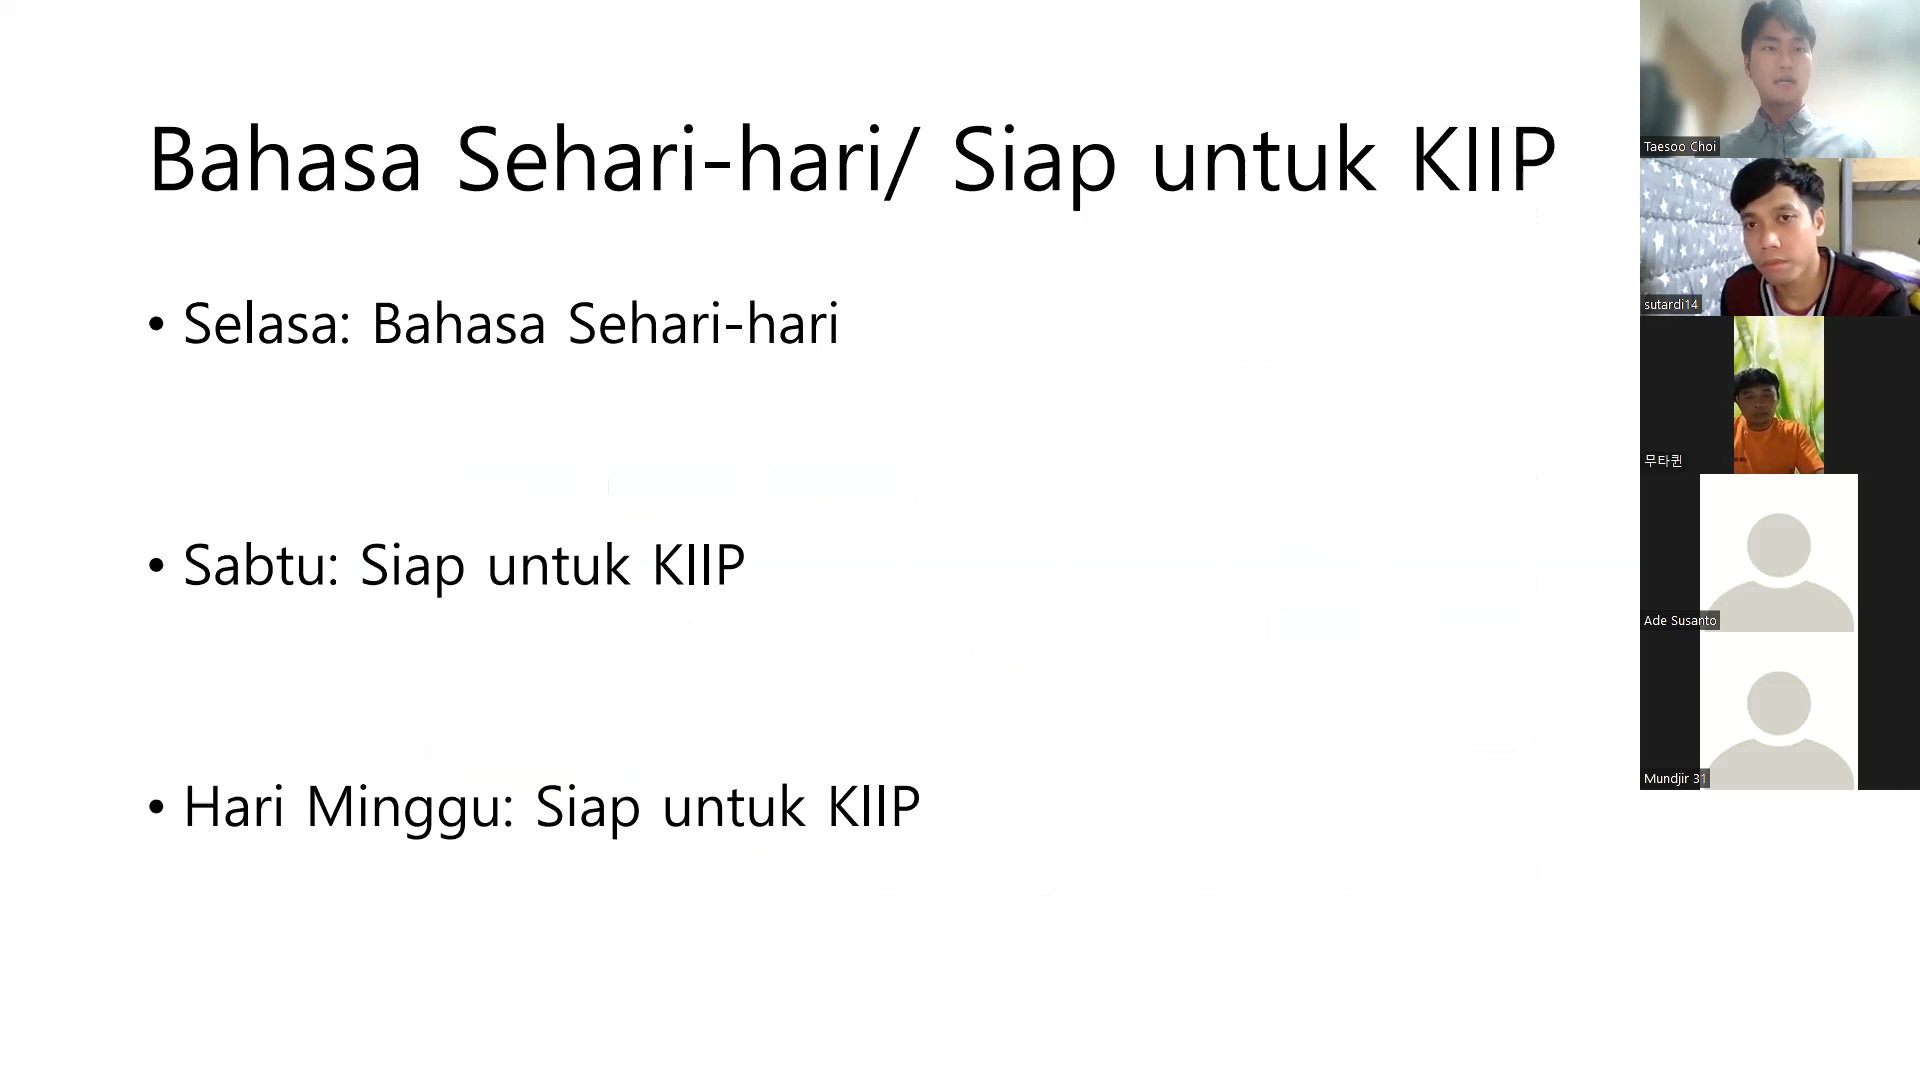 Bahasa Sehari-hari/ Siap untuk KIIP
• Selasa: Bahasa Sehari-hari
• Sabtu: Siap untuk KIIP
• Hari Minggu: Siap untuk KIIP
Taesoo Choi
sutardi14
무타퀸
Ade Susanto
Mundjir 31